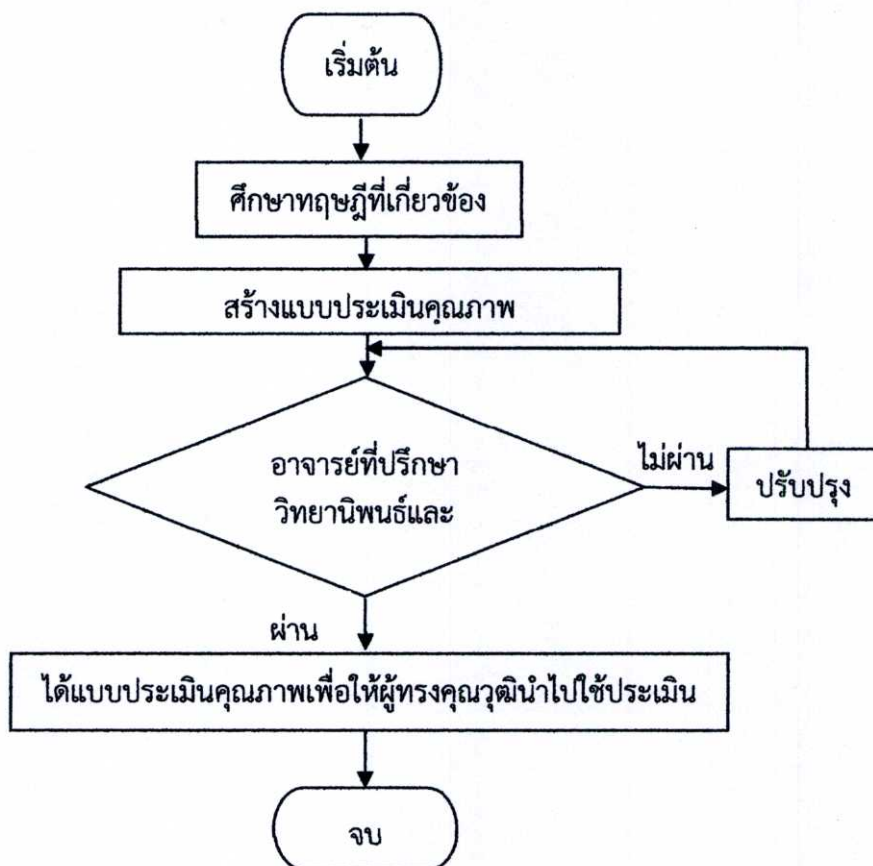 เริ่มต้น
ศึกษาทฤษฎีที่เกี่ยวข้อง
สร้างแบบประเมินคุณภาพ
อาจารย์ที่ปรึกษา
วิทยานิพนธ์และ
ไม่ผ่าน
ปรับปรุง
ผ่าน
ได้แบบประเมินคุณภาพเพื่อให้ผู้ทรงคุณวุฒินำไปใช้ประเมิน
จบ